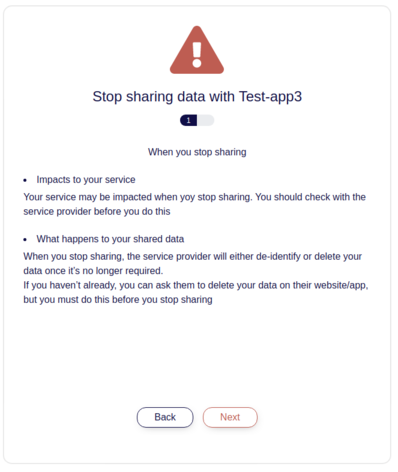 Stop sharing data with Test-app3
1
When you stop sharing
• Impacts to your service
Your service may be impacted when yoy stop sharing. You should check with the
service provider before you do this
• What happens to your shared data
When you stop sharing, the service provider will either de-identify or delete your
data once it's no longer required.
If you haven't already, you can ask them to delete your data on their website/app,
but you must do this before you stop sharing
Back
Next